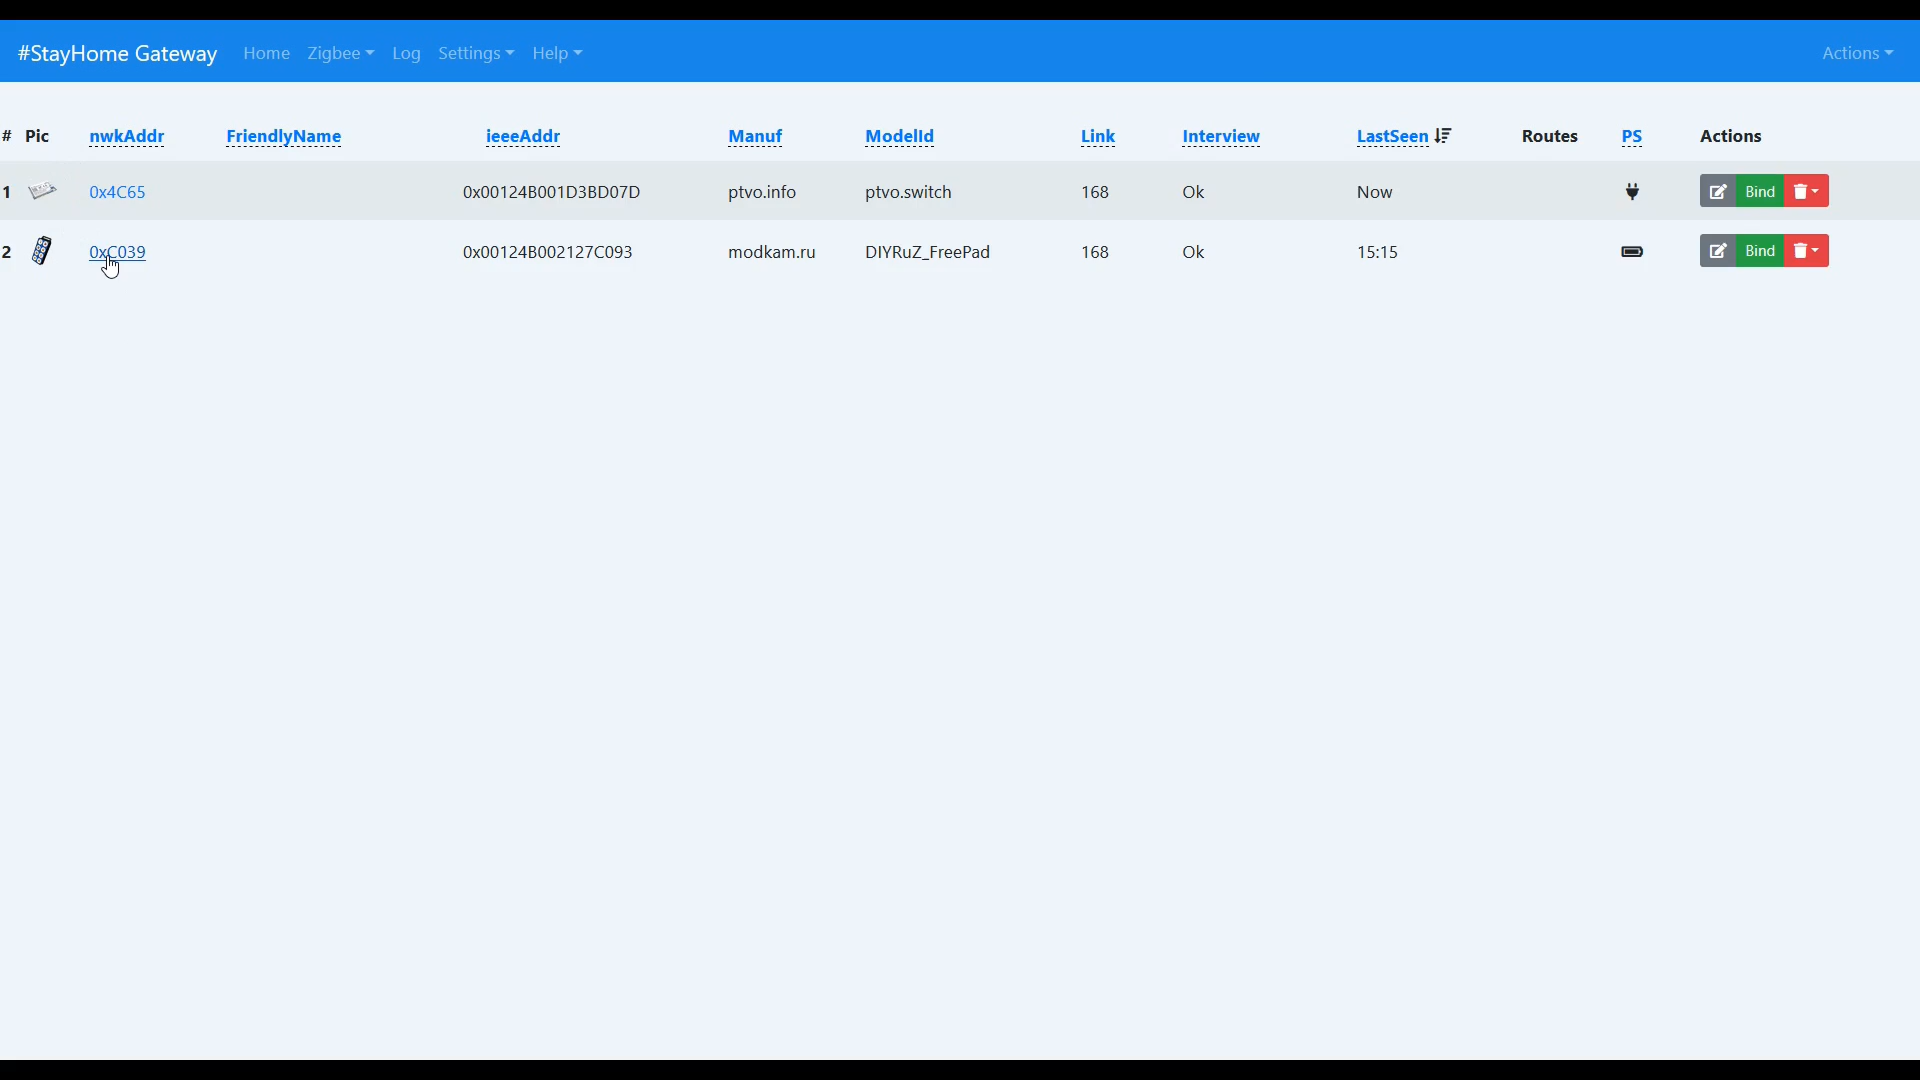 #StayHome Gateway Home Zigbee Log Settings Help Actions
# Pic nwkAddr FriendlyName ieeeAddr Manuf ModelId Link Interview LastSeen Routes PS Actions
1 0x4C65 0x00124B001D3BD07D ptvo.info ptvo.switch 168 Ok Now Bind
2 0xC039 0x00124B002127C093 modkam.ru DIYRuZ_FreePad 168 Ok 15:15 Bind